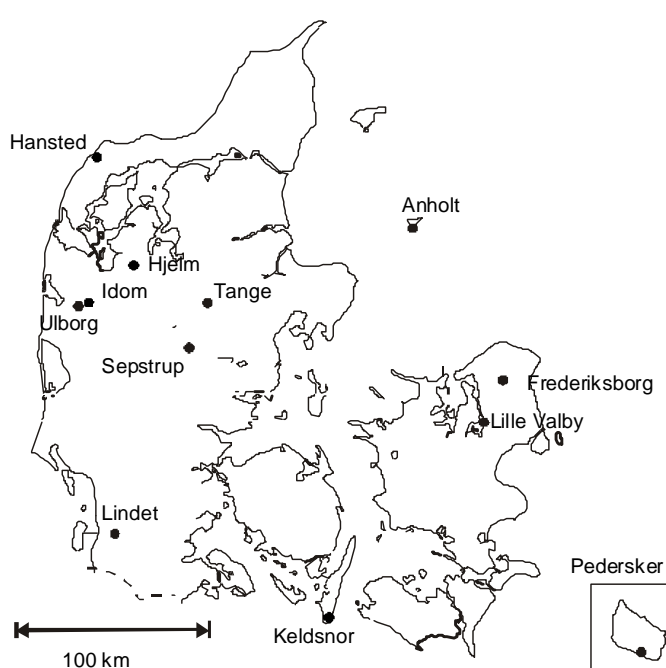 Hansted
Anholt
Hjelm
Idom
Tange
Ulborg
Sepstrup
Frederiksborg
Lille Valby
Lindet
Pedersker
Keldsnor
100 km